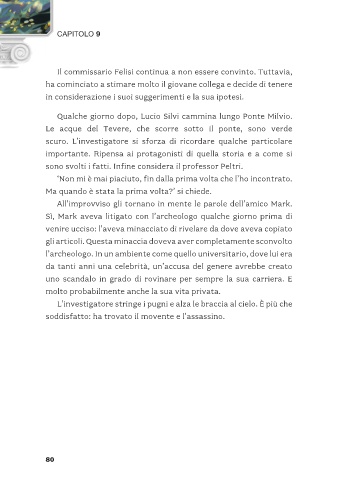 CAPITOLO 9
Il commissario Felisi continua a non essere convinto. Tuttavia,
ha cominciato a stimare molto il giovane collega e decide di tenere
in considerazione i suoi suggerimenti e la sua ipotesi.
Qualche giorno dopo, Lucio Silvi cammina lungo Ponte Milvio.
Le acque del Tevere, che scorre sotto il ponte, sono verde
scuro. L'investigatore si sforza di ricordare qualche particolare
importante. Ripensa ai protagonisti di quella storia e a come si
sono svolti i fatti. Infine considera il professor Peltri.
"Non mi è mai piaciuto, fin dalla prima volta che l'ho incontrato.
Ma quando è stata la prima volta?" si chiede.
All'improvviso gli tornano in mente le parole dell'amico Mark.
Sì, Mark aveva litigato con l'archeologo qualche giorno prima di
venire ucciso: l'aveva minacciato di rivelare da dove aveva copiato
gli articoli. Questa minaccia doveva aver completamente sconvolto
l'archeologo. In un ambiente come quello universitario, dove lui era
da tanti anni una celebrità, un'accusa del genere avrebbe creato
uno scandalo in grado di rovinare per sempre la sua carriera. E
molto probabilmente anche la sua vita privata.
L'investigatore stringe i pugni e alza le braccia al cielo. È più che
soddisfatto: ha trovato il movente e l'assassino.
80